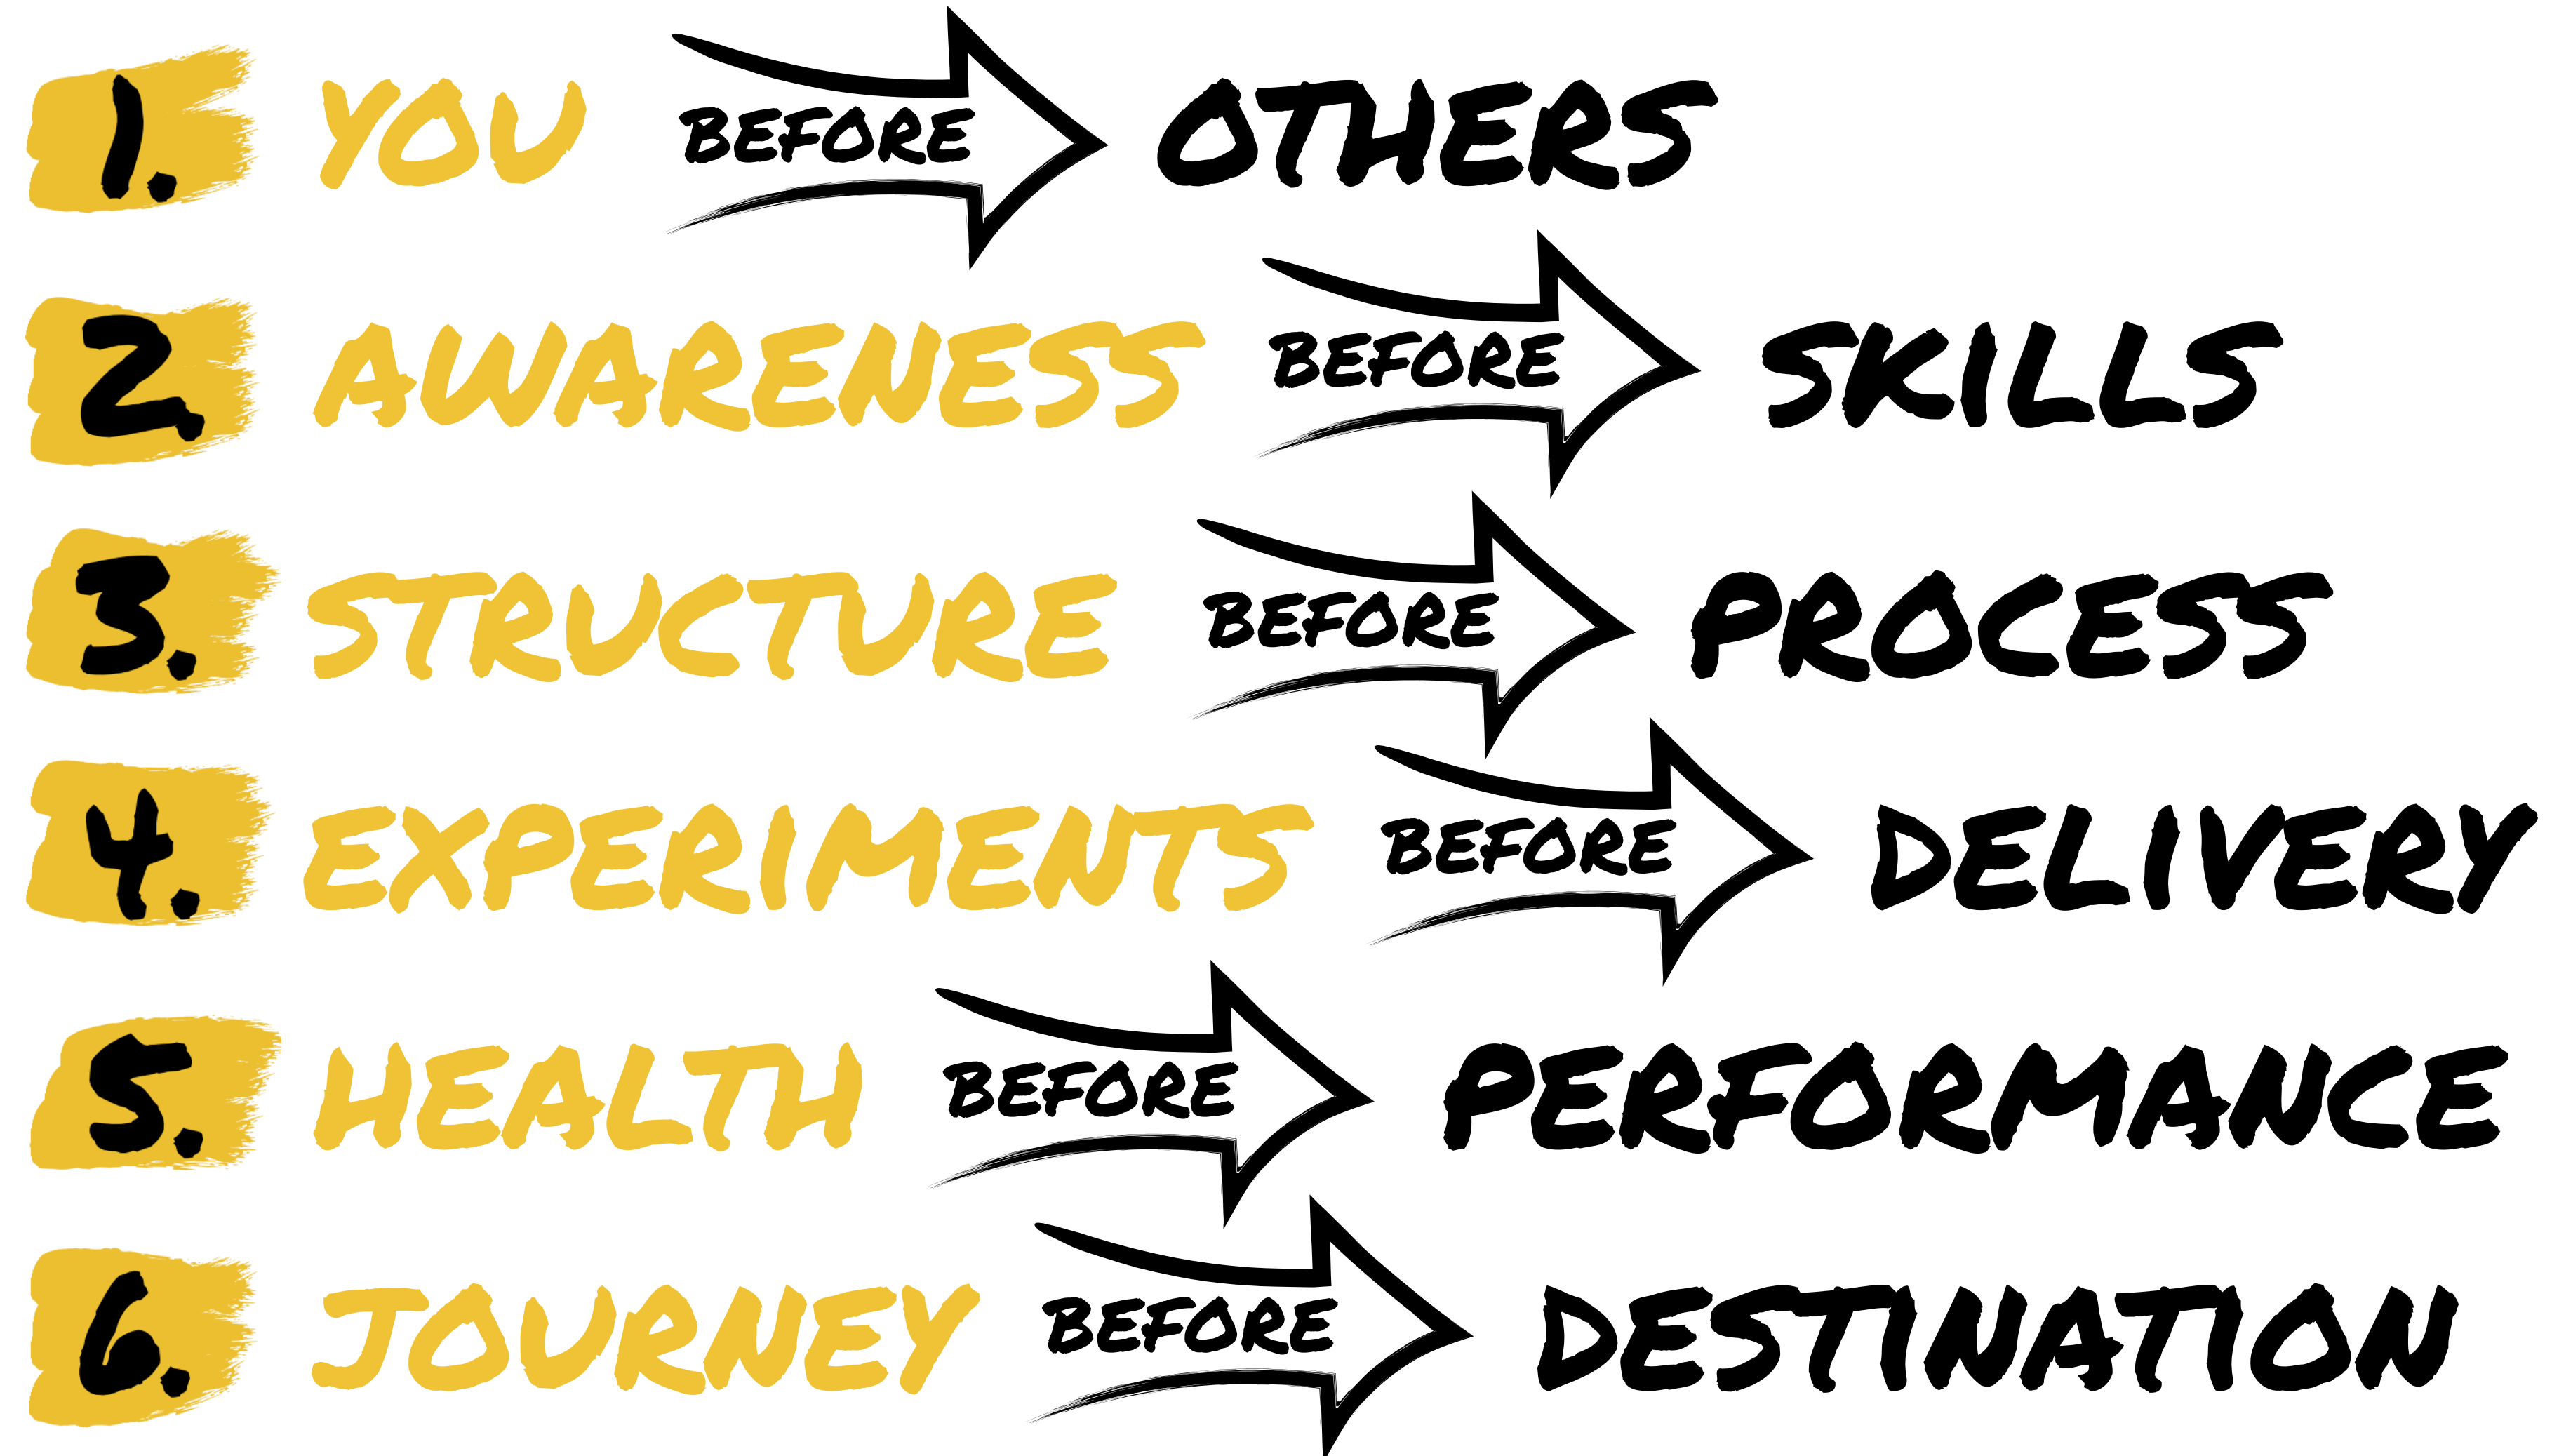 1. YOU BEFORE OTHERS
2. AWARENESS BEFORE SKILLS
3. STRUCTURE BEFORE PROCESS
4. EXPERIMENTS BEFORE DELIVERY
5. HEALTH BEFORE PERFORMANCE
6. JOURNEY BEFORE DESTINATION